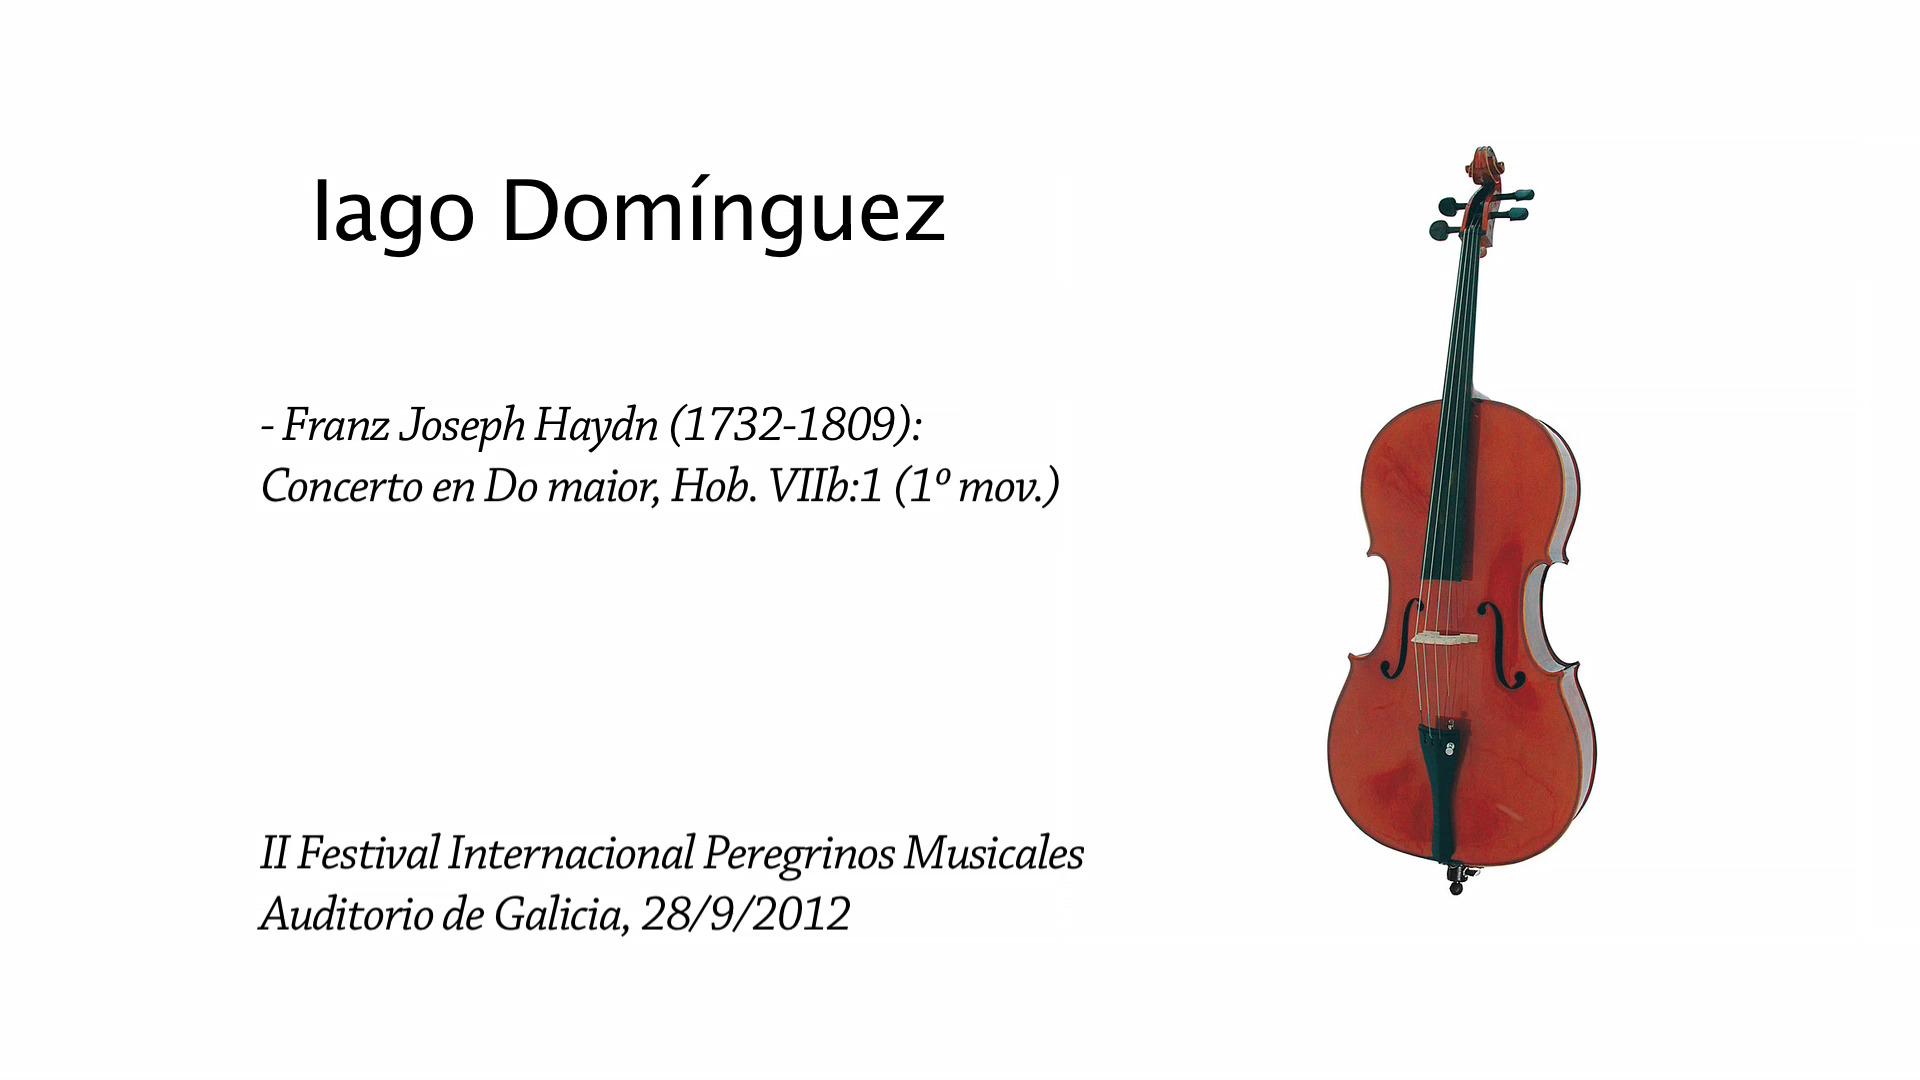 Iago Domínguez
- Franz Joseph Haydn (1732-1809):
Concerto en Do maior, Hob. VIIb:1 (1º mov.)
II Festival Internacional Peregrinos Musicales
Auditorio de Galicia, 28/9/2012